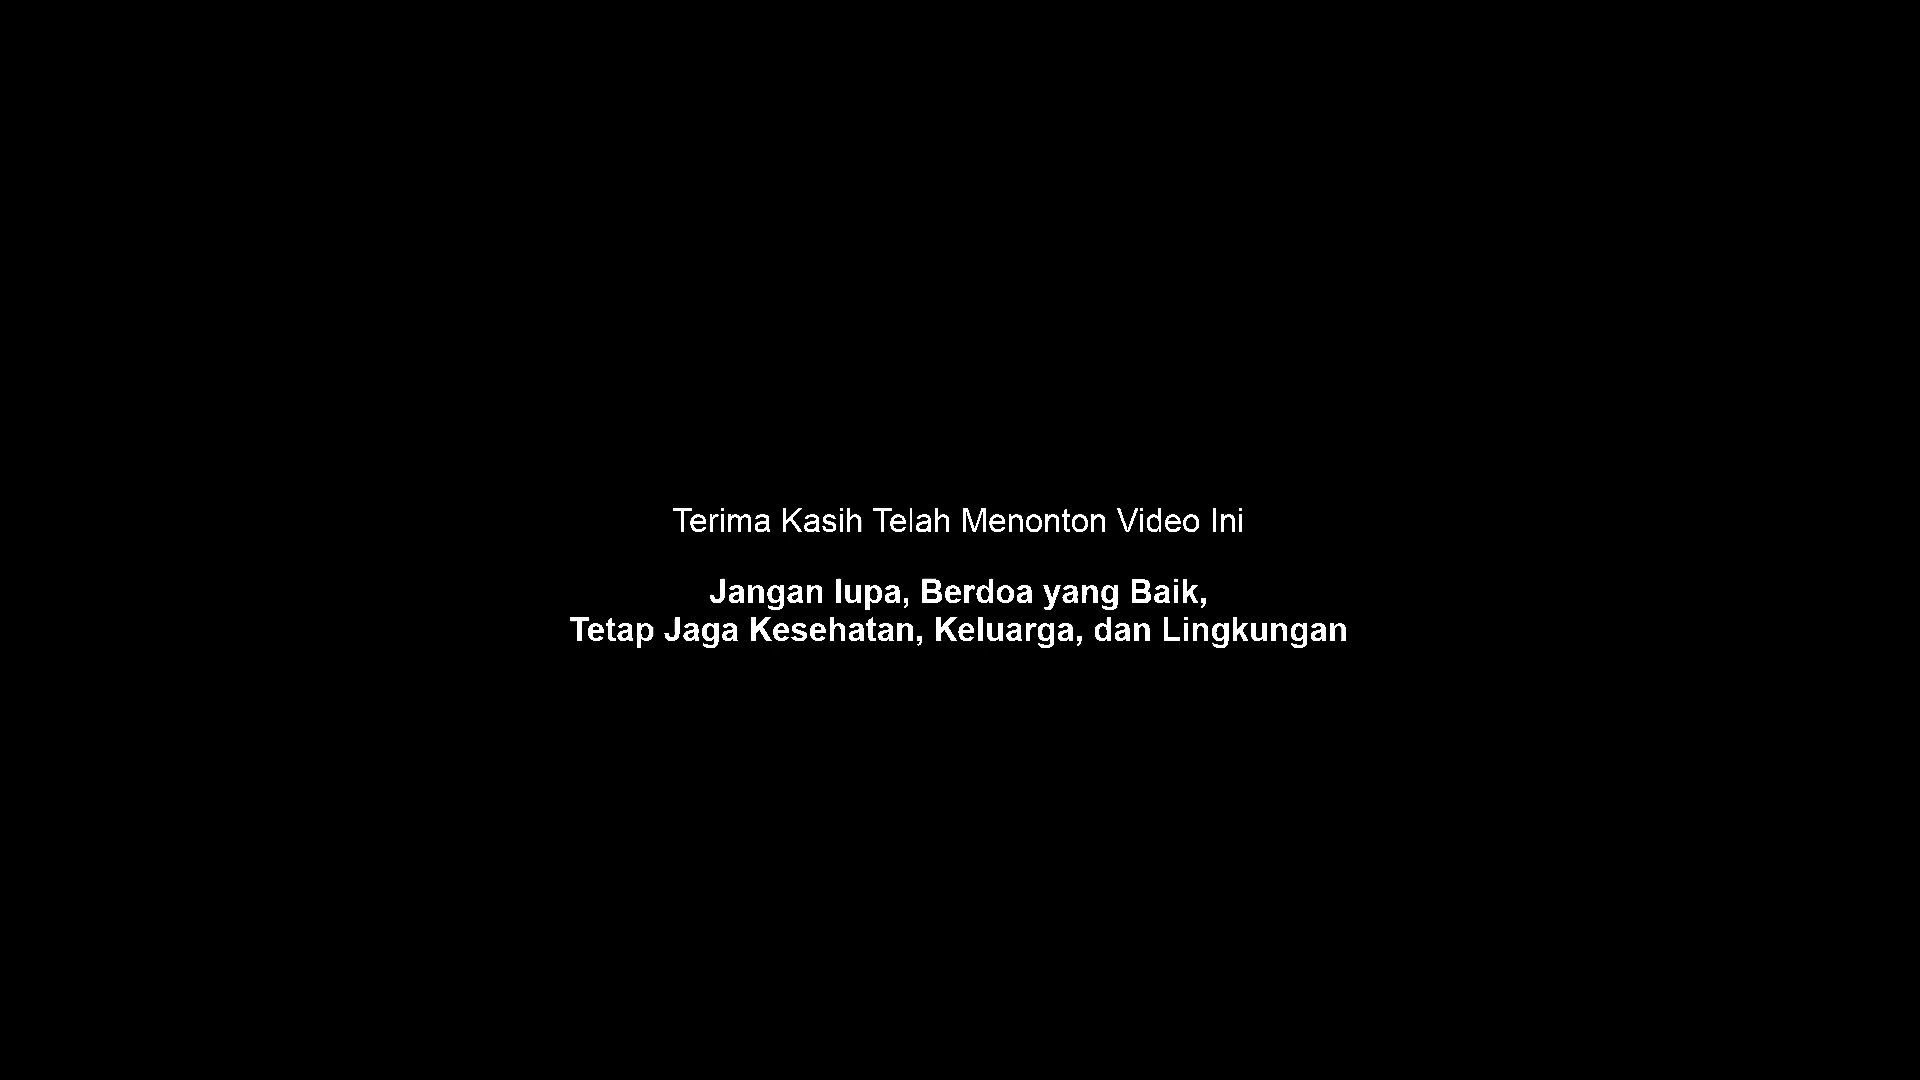 Terima Kasih Telah Menonton Video Ini
Jangan lupa, Berdoa yang Baik,
Tetap Jaga Kesehatan, Keluarga, dan Lingkungan